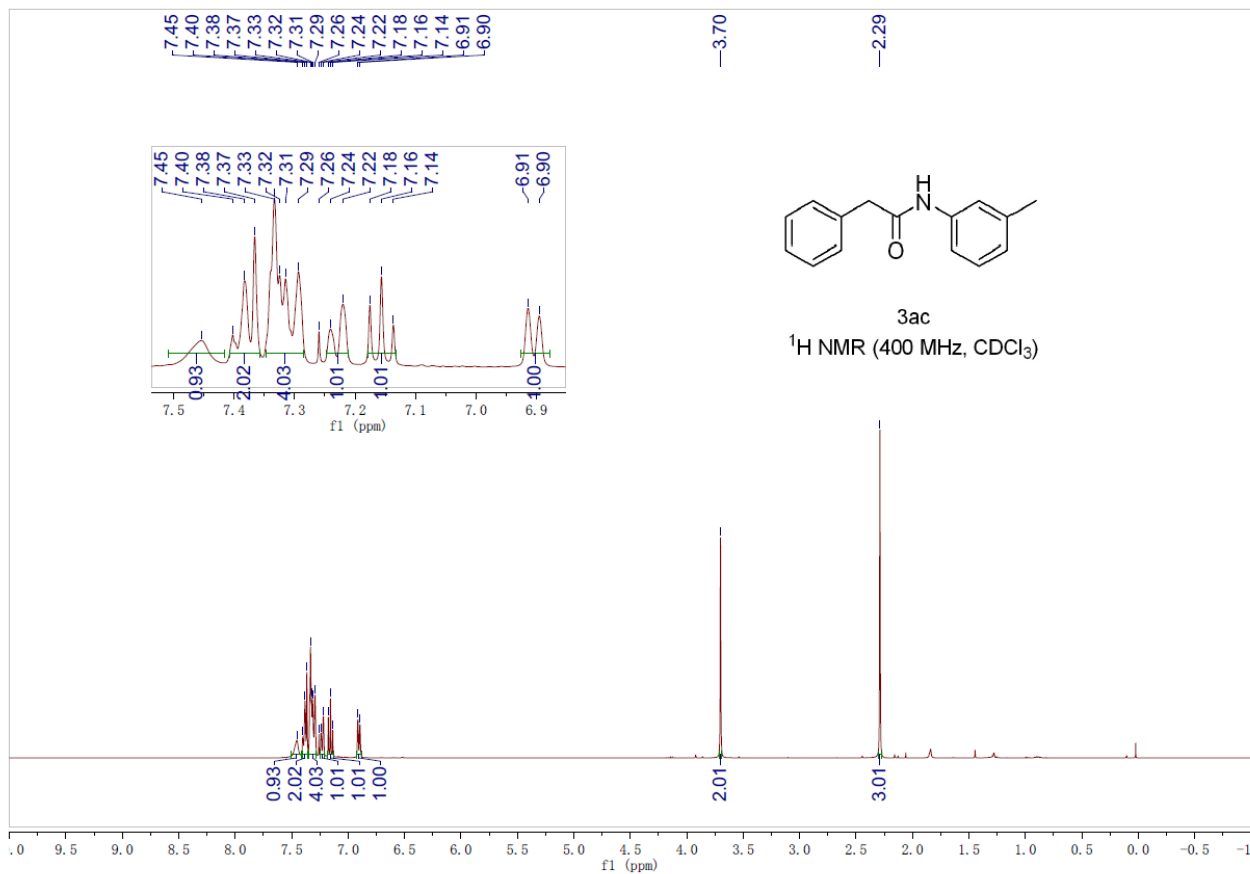 7.45 7.40 7.38 7.37 7.33 7.32 7.31 7.29 7.26 7.24 7.22 7.18 7.16 7.14 6.91 6.90
3.70
2.29
7.45 7.40 7.38 7.37 7.33 7.32 7.31 7.29 7.26 7.24 7.22 7.18 7.16 7.14 6.91 6.90
0.93 2.02 4.03 1.01 1.01 1.00
7.5 7.4 7.3 7.2 7.1 7.0 6.9
f1 (ppm)
H
N
O
3ac
¹H NMR (400 MHz, CDCl₃)
0.93 2.02 4.03 1.01 1.01 1.00
2.01
3.01
.0 9.5 9.0 8.5 8.0 7.5 7.0 6.5 6.0 5.5 5.0 4.5 4.0 3.5 3.0 2.5 2.0 1.5 1.0 0.5 0.0 -0.5 -1
f1 (ppm)